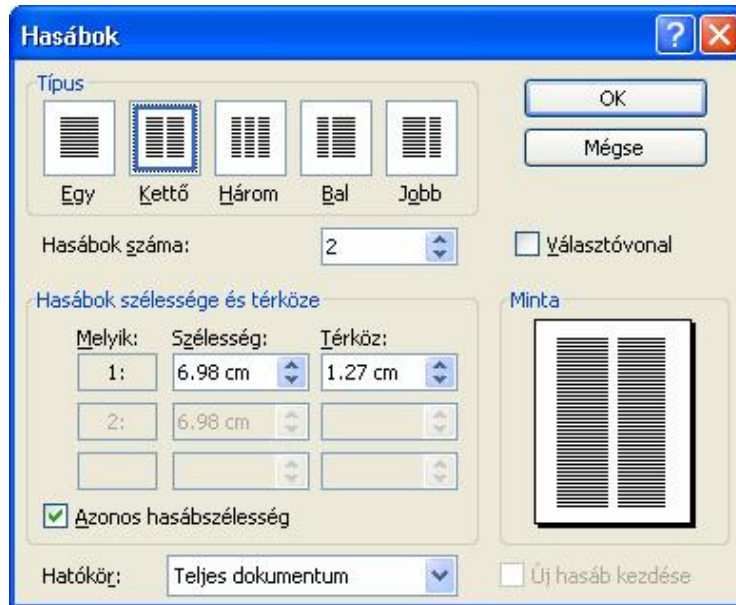 Hasábok
Típus
Egy Kettő Három Bal Jobb
OK
Mégse
Hasábok száma: 2
Választóvonal
Hasábok szélessége és térköze
Melyik: Szélesség: Térköz:
1: 6.98 cm 1.27 cm
2: 6.98 cm
Azonos hasábszélesség
Minta
Hatókör: Teljes dokumentum
Új hasáb kezdése